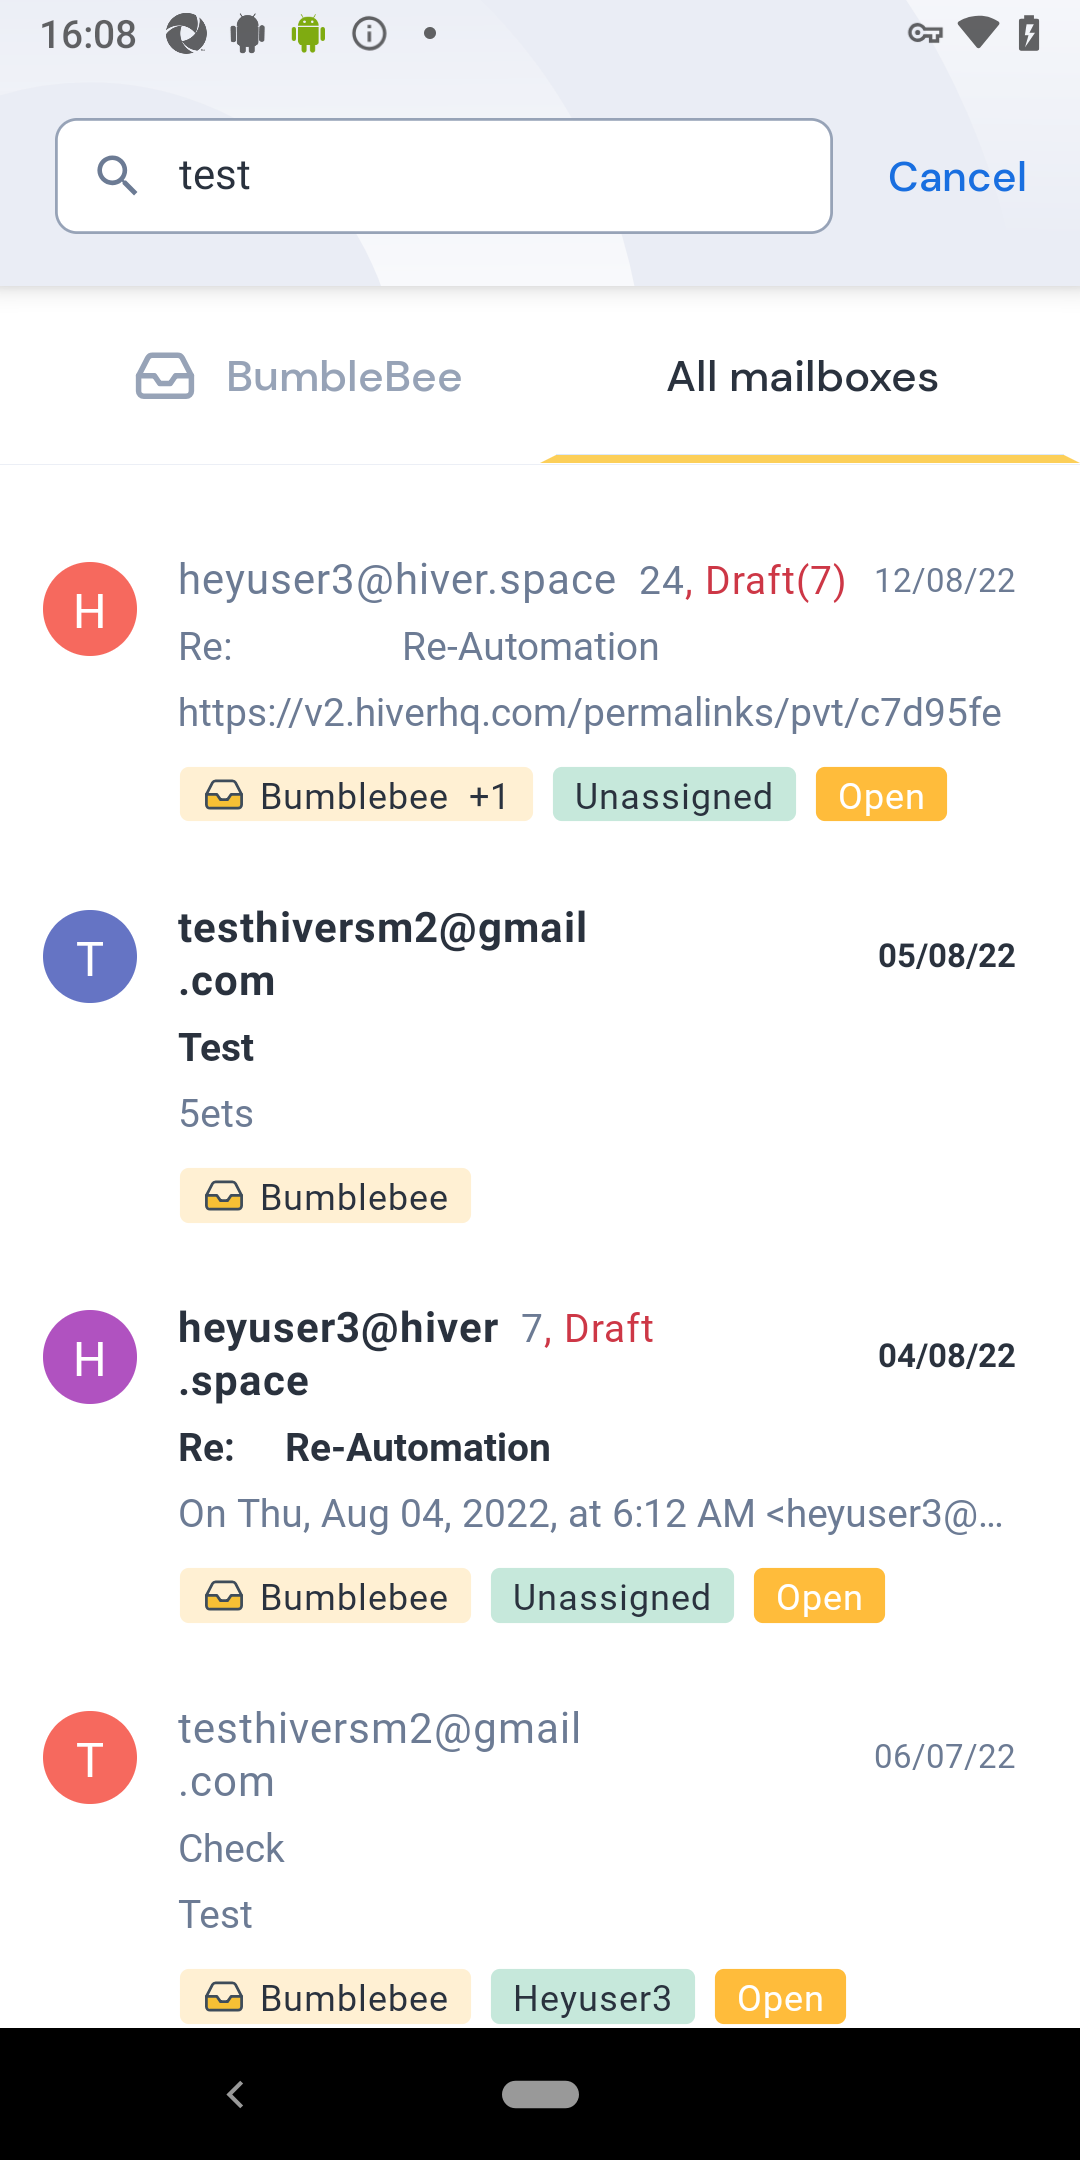 16:08
test
Cancel
BumbleBee
All mailboxes
H
heyuser3@hiver.space 24, Draft(7) 12/08/22
Re: Re-Automation
https://v2.hiverhq.com/permalinks/pvt/c7d95fe
Bumblebee +1 Unassigned Open
T
testhiversm2@gmail
.com
05/08/22
Test
5ets
Bumblebee
H
heyuser3@hiver 7, Draft
.space
04/08/22
Re: Re-Automation
On Thu, Aug 04, 2022, at 6:12 AM <heyuser3@...
Bumblebee Unassigned Open
T
testhiversm2@gmail
.com
06/07/22
Check
Test
Bumblebee Heyuser3 Open